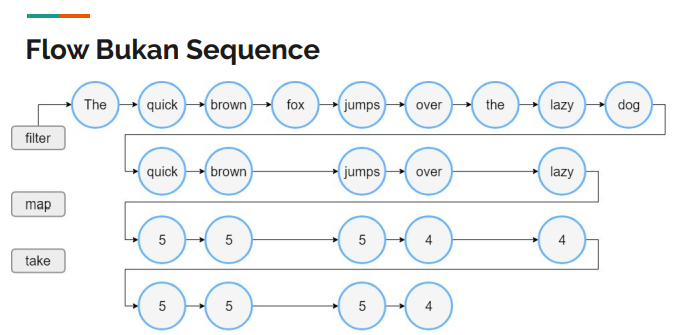 Flow Bukan Sequence
The quick brown fox jumps over the lazy dog
filter
quick brown jumps over lazy
map
5 5 5 4 4
take
5 5 5 4